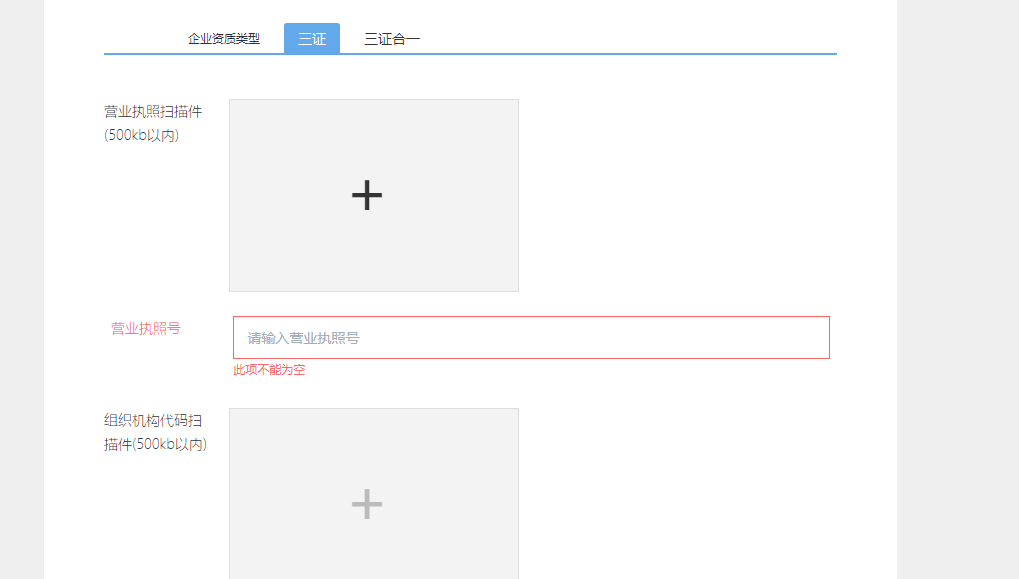 企业资质类型 三证 三证合一
营业执照扫描件
(500kb以内)
营业执照号
请输入营业执照号
此项不能为空
组织机构代码扫
描件(500kb以内)